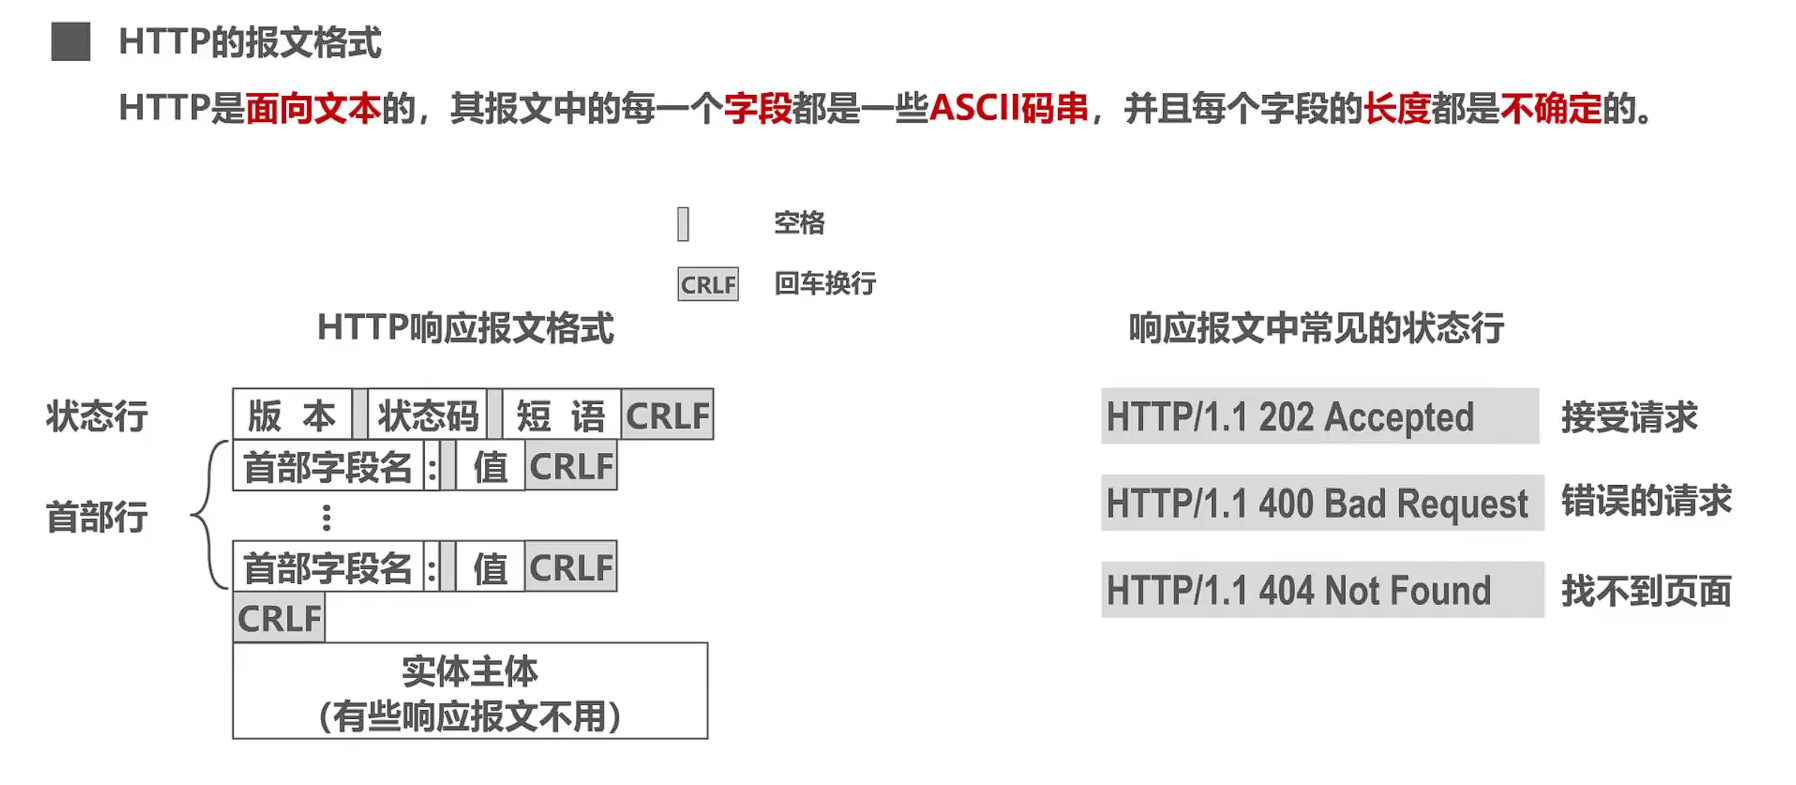 HTTP的报文格式
HTTP是面向文本的，其报文中的每一个字段都是一些ASCII码串，并且每个字段的长度都是不确定的。
空格
CRLF 回车换行
HTTP响应报文格式
状态行 版本 状态码 短语 CRLF
首部字段名 : 值 CRLF
首部行 ⋮
首部字段名 : 值 CRLF
CRLF
实体主体
（有些响应报文不用）
响应报文中常见的状态行
HTTP/1.1 202 Accepted 接受请求
HTTP/1.1 400 Bad Request 错误的请求
HTTP/1.1 404 Not Found 找不到页面